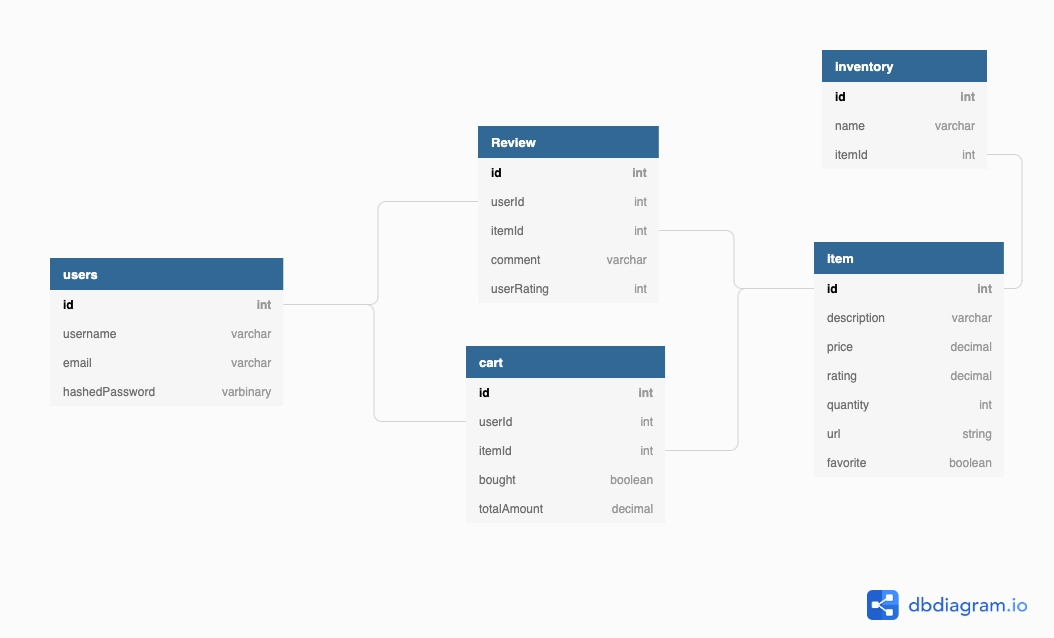 inventory
id int
name varchar
itemId int
Review
id int
userId int
itemId int
comment varchar
userRating int
users
id int
username varchar
email varchar
hashedPassword varbinary
item
id int
description varchar
price decimal
rating decimal
quantity int
url string
favorite boolean
cart
id int
userId int
itemId int
bought boolean
totalAmount decimal
dbdiagram.io